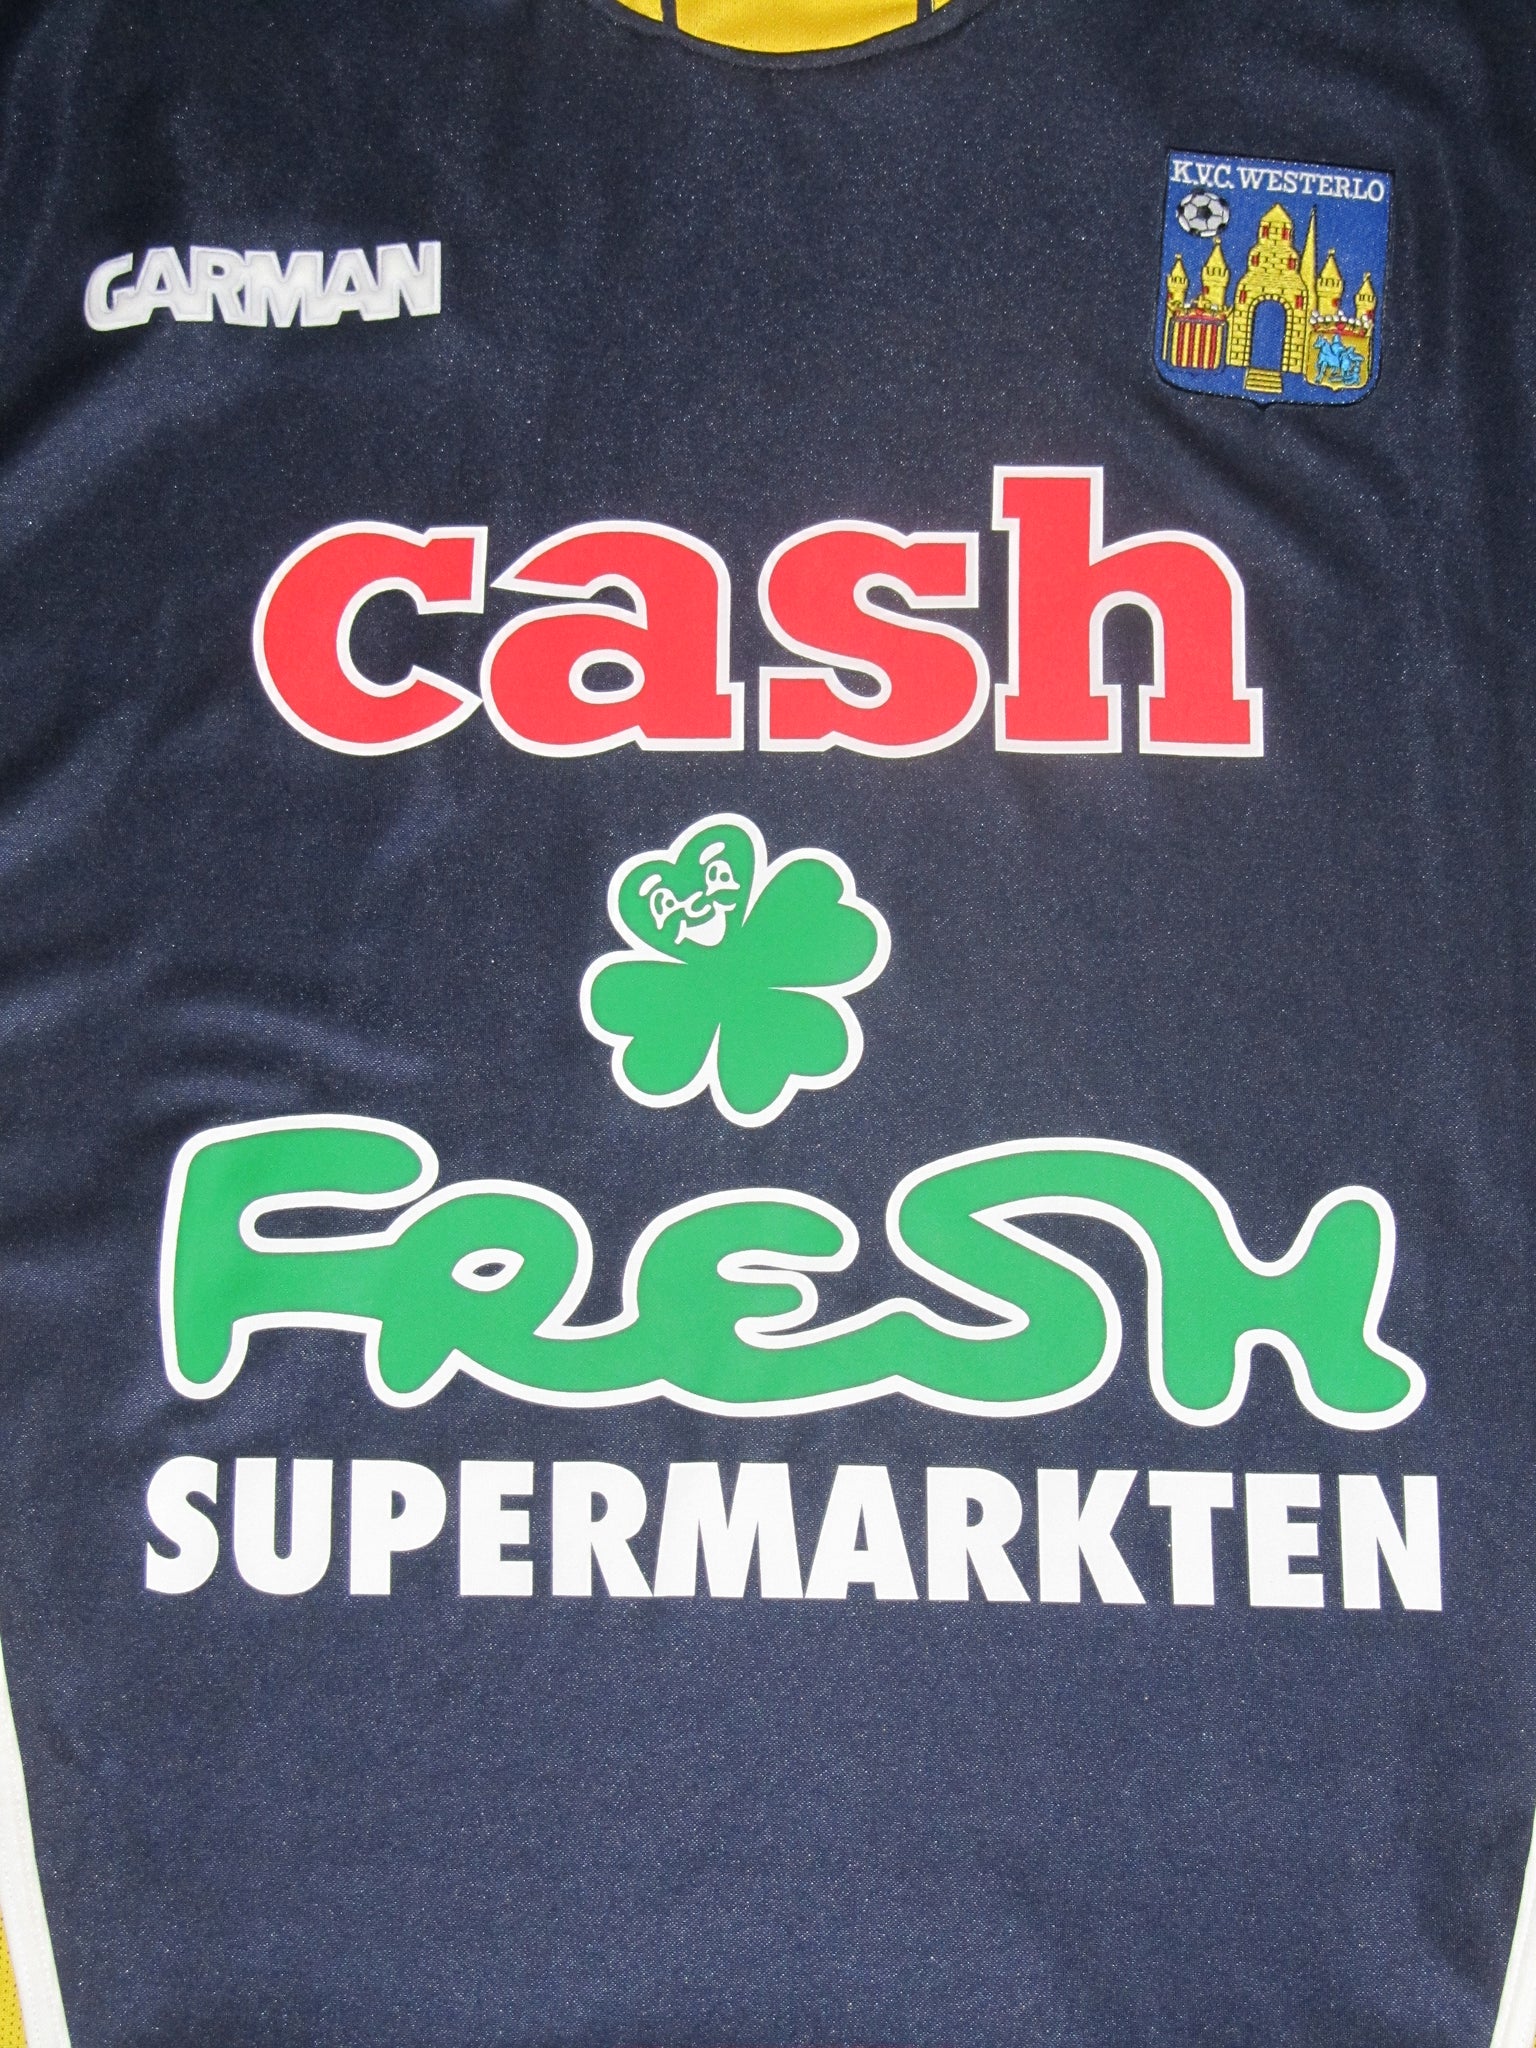 K.V.C. WESTERLO
GARMAN
cash
FRESH
SUPERMARKTEN